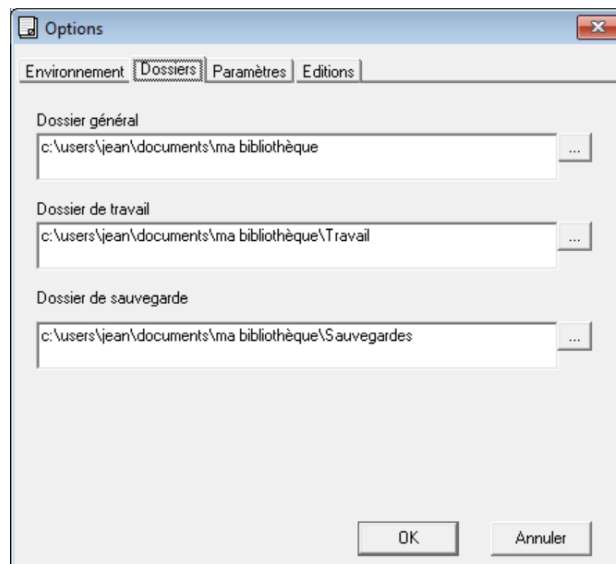 Options
Environnement Dossiers Paramètres Editions
Dossier général
c:\users\jean\documents\ma bibliothèque
...
Dossier de travail
c:\users\jean\documents\ma bibliothèque\Travail
...
Dossier de sauvegarde
c:\users\jean\documents\ma bibliothèque\Sauvegardes
...
OK Annuler